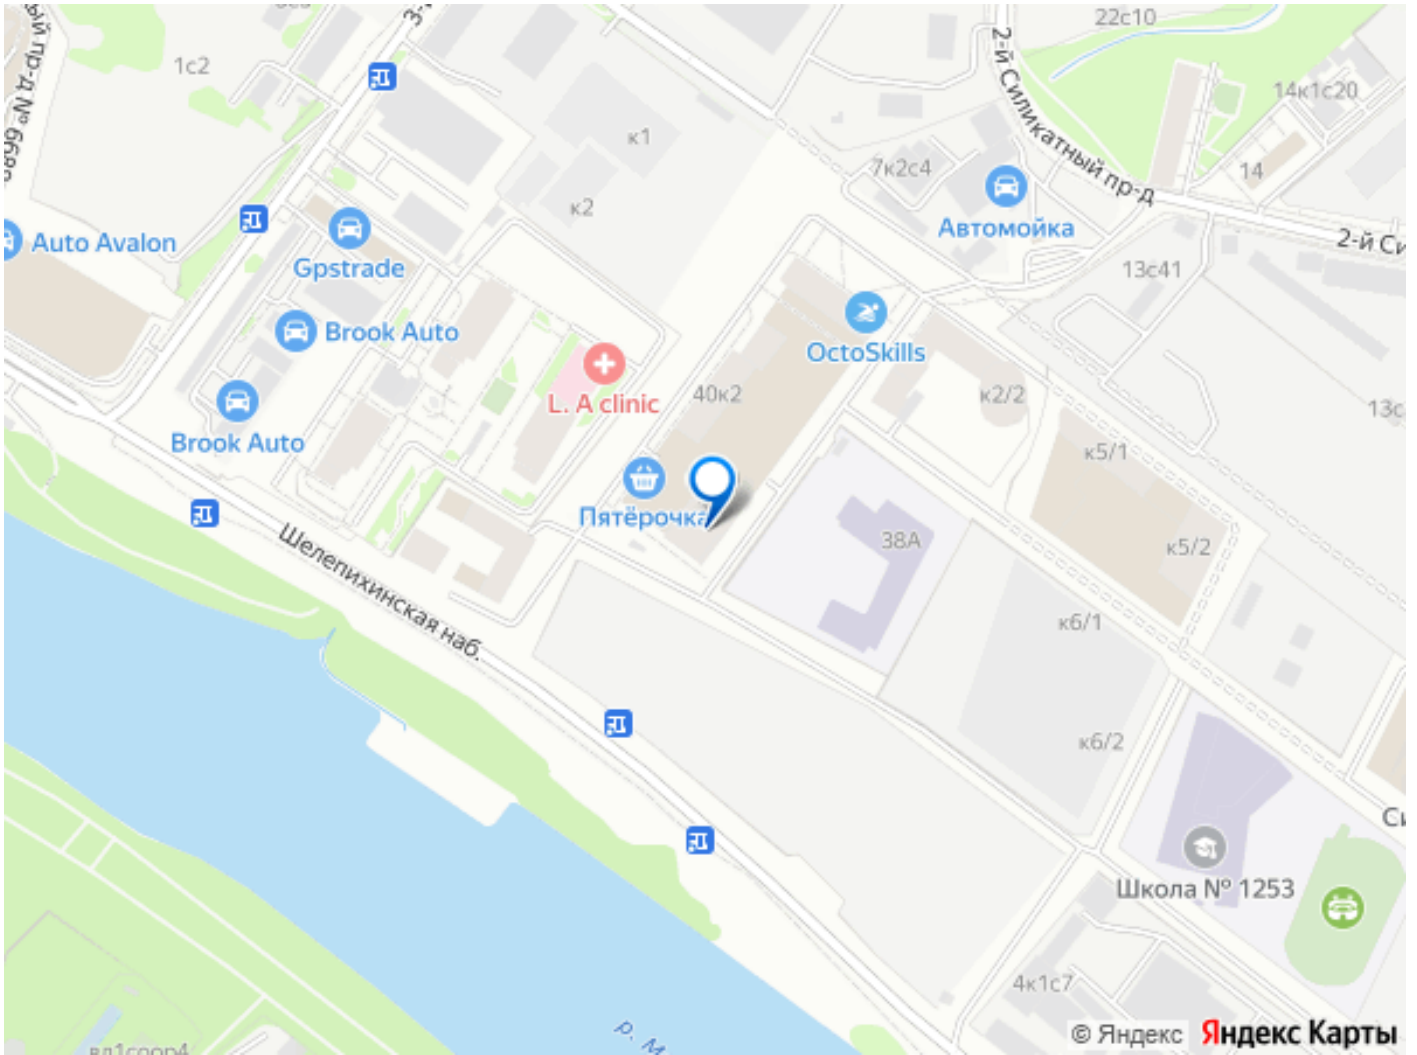 22с10
1с2
14к1с20
2-й Силикатный пр-д
к1
7к2с4
14
к2
Автомойка
Auto Avalon
2-й Си
Gpstrade
13с41
Brook Auto
OctoSkills
L. A clinic
40к2
к2/2
13с
Brook Auto
к5/1
Пятёрочка
38А
к5/2
Шелепихинская наб.
к6/1
к6/2
Си
Школа № 1253
4к1с7
р. М
© Яндекс Яндекс Карты